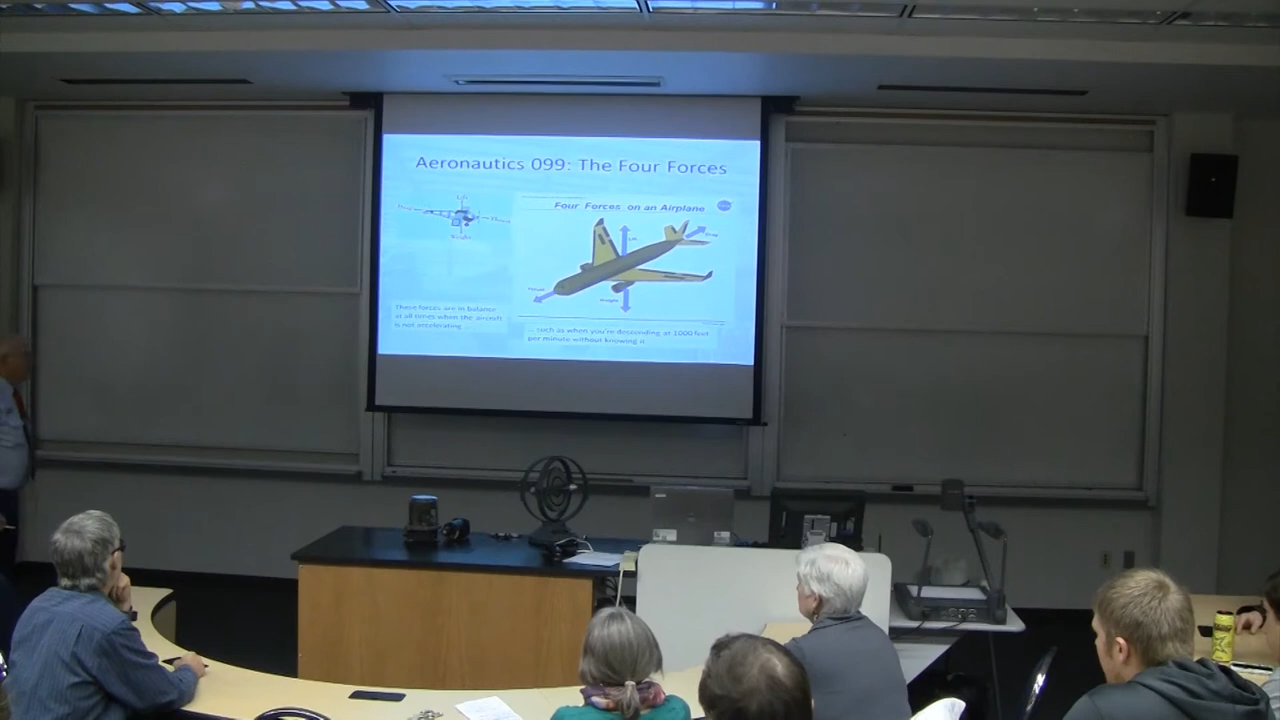 Aeronautics 099: The Four Forces
Four Forces on an Airplane
Lift
Drag
Thrust
Weight
Weight
These forces are in balance
at all times when the aircraft
is not accelerating
... such as when you're descending at 1000 feet
per minute without knowing it.